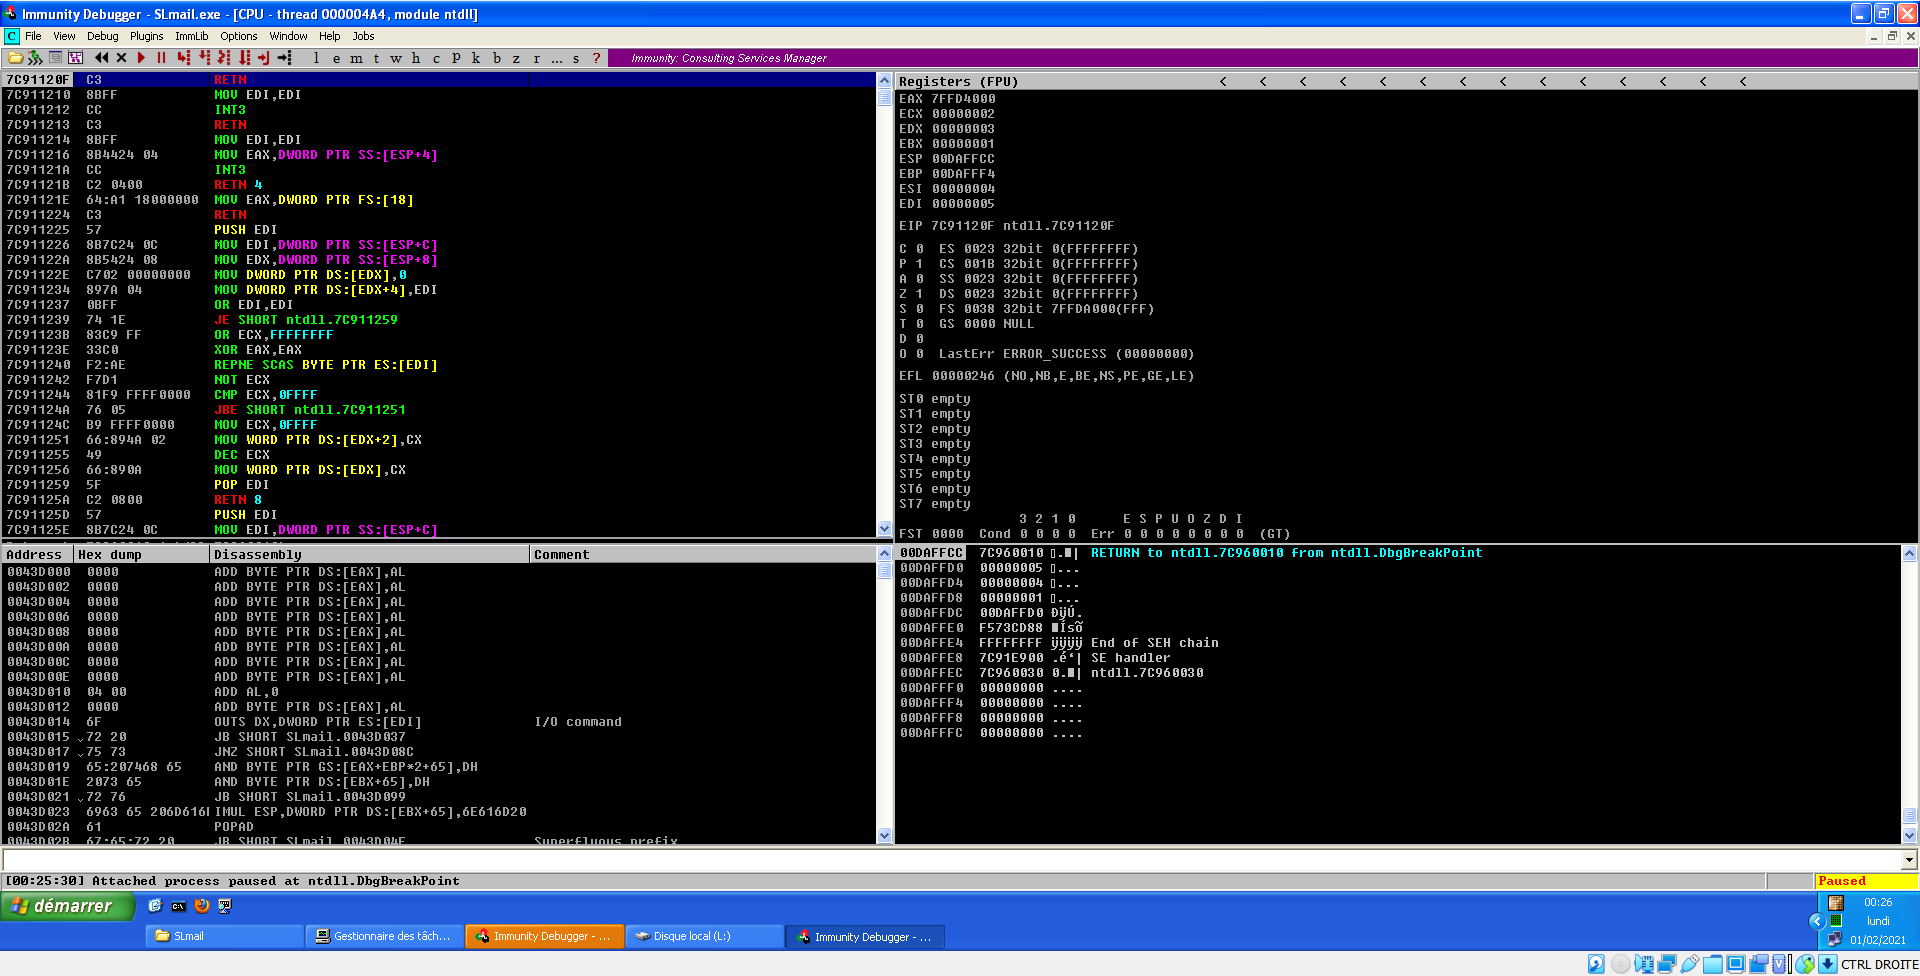 Immunity Debugger - SLmail.exe - [CPU - thread 000004A4, module ntdll]
C File View Debug Plugins ImmLib Options Window Help Jobs
l e m t w h c P k b z r ... s ? Immunity: Consulting Services Manager
7C91120F C3 RETN
7C911210 8BFF MOV EDI,EDI
7C911212 CC INT3
7C911213 C3 RETN
7C911214 8BFF MOV EDI,EDI
7C911216 8B4424 04 MOV EAX,DWORD PTR SS:[ESP+4]
7C91121A CC INT3
7C91121B C2 0400 RETN 4
7C91121E 64:A1 18000000 MOV EAX,DWORD PTR FS:[18]
7C911224 C3 RETN
7C911225 57 PUSH EDI
7C911226 8B7C24 0C MOV EDI,DWORD PTR SS:[ESP+C]
7C91122A 8B5424 08 MOV EDX,DWORD PTR SS:[ESP+8]
7C91122E C702 00000000 MOV DWORD PTR DS:[EDX],0
7C911234 897A 04 MOV DWORD PTR DS:[EDX+4],EDI
7C911237 0BFF OR EDI,EDI
7C911239 74 1E JE SHORT ntdll.7C911259
7C91123B 83C9 FF OR ECX,FFFFFFFF
7C91123E 33C0 XOR EAX,EAX
7C911240 F2:AE REPNE SCAS BYTE PTR ES:[EDI]
7C911242 F7D1 NOT ECX
7C911244 81F9 FFFF0000 CMP ECX,0FFFF
7C91124A 76 05 JBE SHORT ntdll.7C911251
7C91124C B9 FFFF0000 MOV ECX,0FFFF
7C911251 66:894A 02 MOV WORD PTR DS:[EDX+2],CX
7C911255 49 DEC ECX
7C911256 66:890A MOV WORD PTR DS:[EDX],CX
7C911259 5F POP EDI
7C91125A C2 0800 RETN 8
7C91125D 57 PUSH EDI
7C91125E 8B7C24 0C MOV EDI,DWORD PTR SS:[ESP+C]
Registers (FPU) < < < < < < < < < < < < < <
EAX 7FFD4000
ECX 00000002
EDX 00000003
EBX 00000001
ESP 00DAFFCC
EBP 00DAFFF4
ESI 00000004
EDI 00000005
EIP 7C91120F ntdll.7C91120F
C 0 ES 0023 32bit 0(FFFFFFFF)
P 1 CS 001B 32bit 0(FFFFFFFF)
A 0 SS 0023 32bit 0(FFFFFFFF)
Z 1 DS 0023 32bit 0(FFFFFFFF)
S 0 FS 0038 32bit 7FFDA000(FFF)
T 0 GS 0000 NULL
D 0
O 0 LastErr ERROR_SUCCESS (00000000)
EFL 00000246 (NO,NB,E,BE,NS,PE,GE,LE)
ST0 empty
ST1 empty
ST2 empty
ST3 empty
ST4 empty
ST5 empty
ST6 empty
ST7 empty
3 2 1 0 E S P U O Z D I
FST 0000 Cond 0 0 0 0 Err 0 0 0 0 0 0 0 0 (GT)
Address Hex dump Disassembly Comment
0043D000 0000 ADD BYTE PTR DS:[EAX],AL
0043D002 0000 ADD BYTE PTR DS:[EAX],AL
0043D004 0000 ADD BYTE PTR DS:[EAX],AL
0043D006 0000 ADD BYTE PTR DS:[EAX],AL
0043D008 0000 ADD BYTE PTR DS:[EAX],AL
0043D00A 0000 ADD BYTE PTR DS:[EAX],AL
0043D00C 0000 ADD BYTE PTR DS:[EAX],AL
0043D00E 0000 ADD BYTE PTR DS:[EAX],AL
0043D010 04 00 ADD AL,0
0043D012 0000 ADD BYTE PTR DS:[EAX],AL
0043D014 6F OUTS DX,DWORD PTR ES:[EDI] I/O command
0043D015 72 20 JB SHORT SLmail.0043D037
0043D017 75 73 JNZ SHORT SLmail.0043D08C
0043D019 65:207468 65 AND BYTE PTR GS:[EAX+EBP*2+65],DH
0043D01E 2073 65 AND BYTE PTR DS:[EBX+65],DH
0043D021 72 76 JB SHORT SLmail.0043D099
0043D023 6963 65 206D616 IMUL ESP,DWORD PTR DS:[EBX+65],6E616D20
0043D02A 61 POPAD
0043D02B 67:65:72 20 JB SHORT SLmail.0043D04F Superfluous prefix
00DAFFCC 7C960010 RETURN to ntdll.7C960010 from ntdll.DbgBreakPoint
00DAFFD0 00000005 ...
00DAFFD4 00000004 ...
00DAFFD8 00000001 ...
00DAFFDC 00DAFFD0 ÐÿÚ.
00DAFFE0 F573CD88 Ísõ
00DAFFE4 FFFFFFFF ÿÿÿÿ End of SEH chain
00DAFFE8 7C91E900 .é‘| SE handler
00DAFFEC 7C960030 ntdll.7C960030
00DAFFF0 00000000 ....
00DAFFF4 00000000 ....
00DAFFF8 00000000 ....
00DAFFFC 00000000 ....
[00:25:30] Attached process paused at ntdll.DbgBreakPoint Paused
démarrer
00:26
lundi
01/02/2021
SLmail Gestionnaire des tâch... Immunity Debugger - ... Disque local (L:) Immunity Debugger - ...
CTRL DROITE